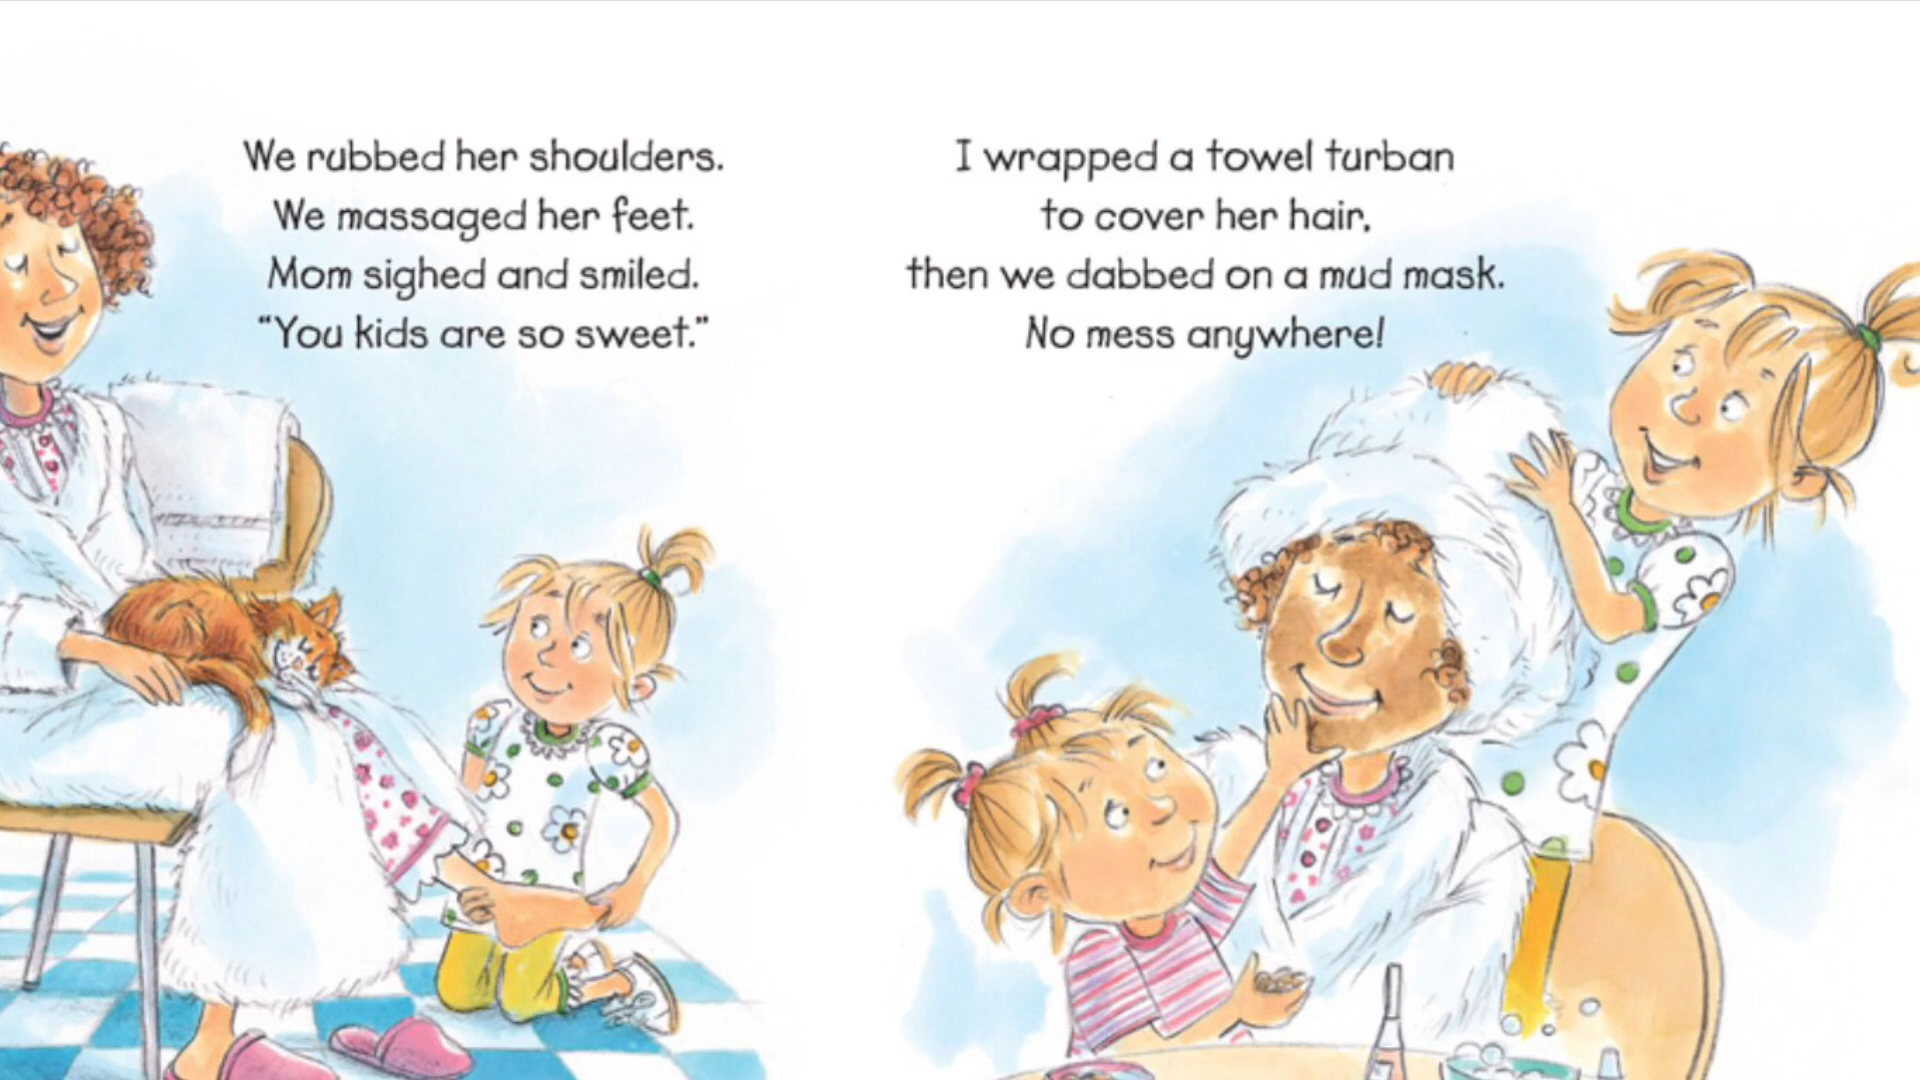 We rubbed her shoulders.
We massaged her feet.
Mom sighed and smiled.
“You kids are so sweet.”
I wrapped a towel turban
to cover her hair,
then we dabbed on a mud mask.
No mess anywhere!